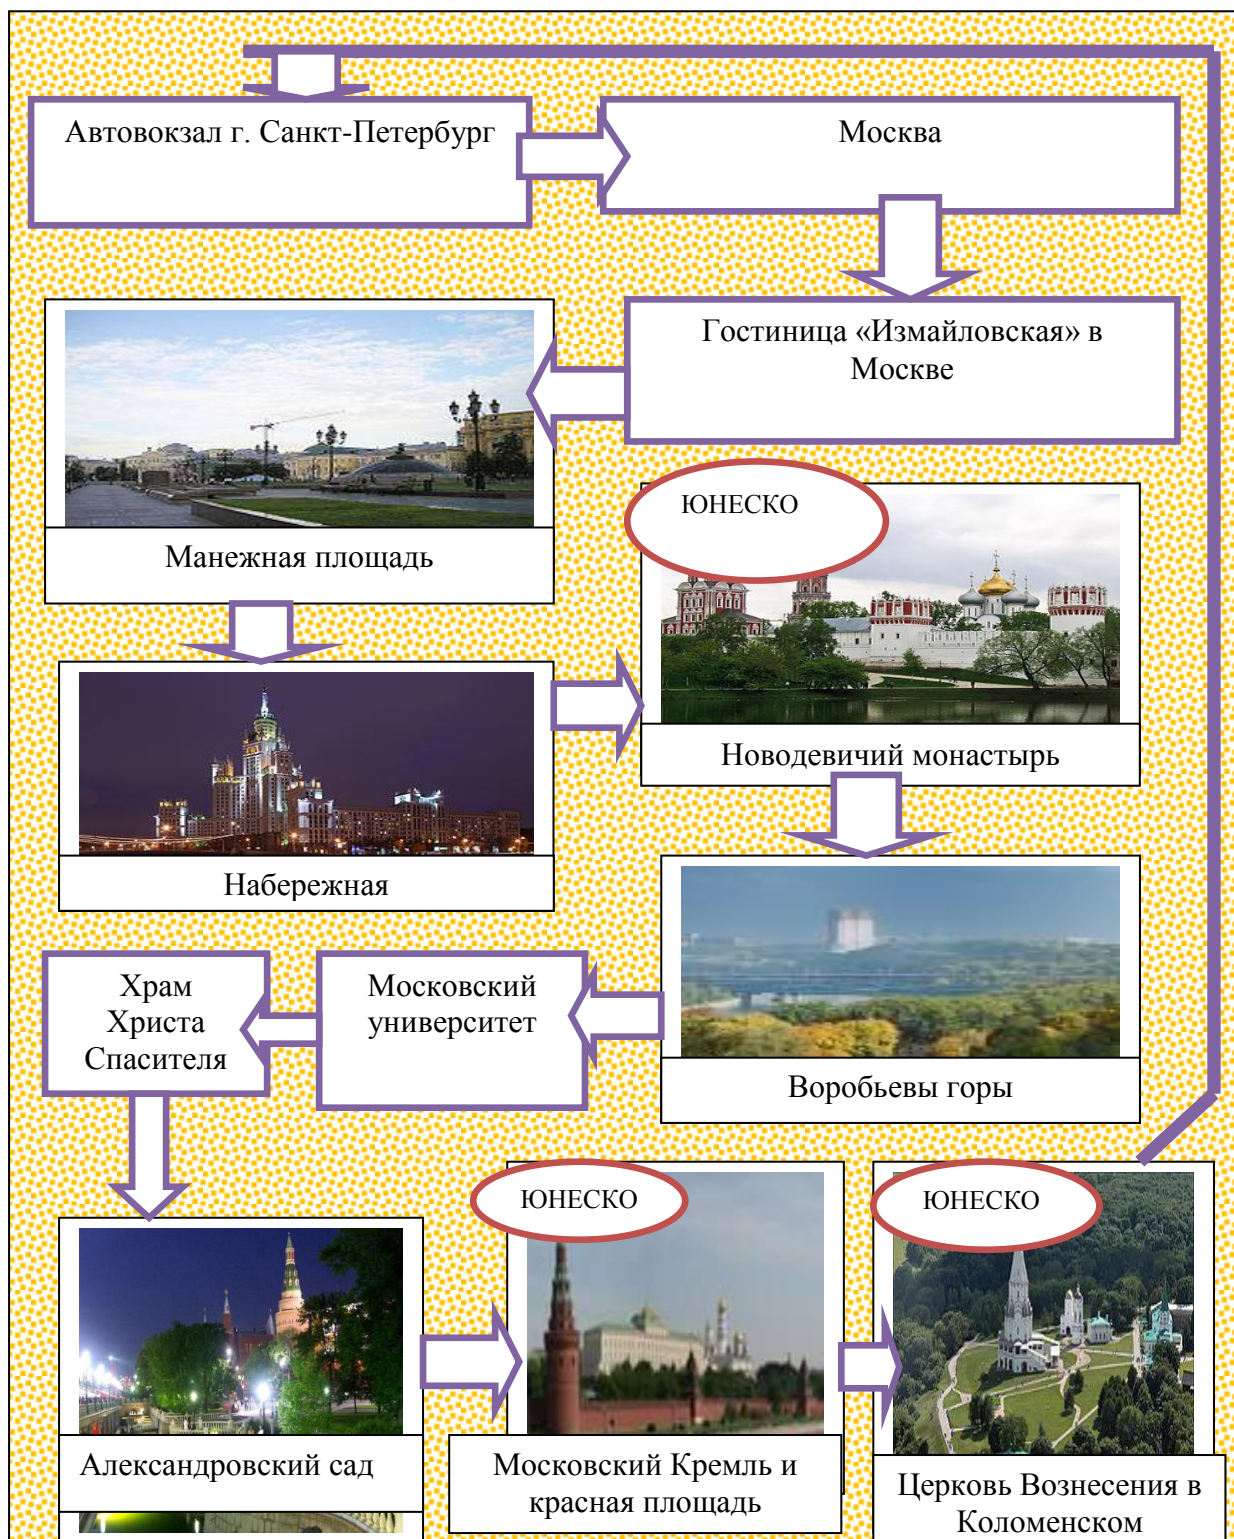 Автовокзал г. Санкт-Петербург
Москва
Гостиница «Измайловская» в
Москве
Манежная площадь
ЮНЕСКО
Новодевичий монастырь
Набережная
Воробьевы горы
Московский
университет
Храм
Христа
Спасителя
Александровский сад
ЮНЕСКО
Московский Кремль и
красная площадь
ЮНЕСКО
Церковь Вознесения в
Коломенском